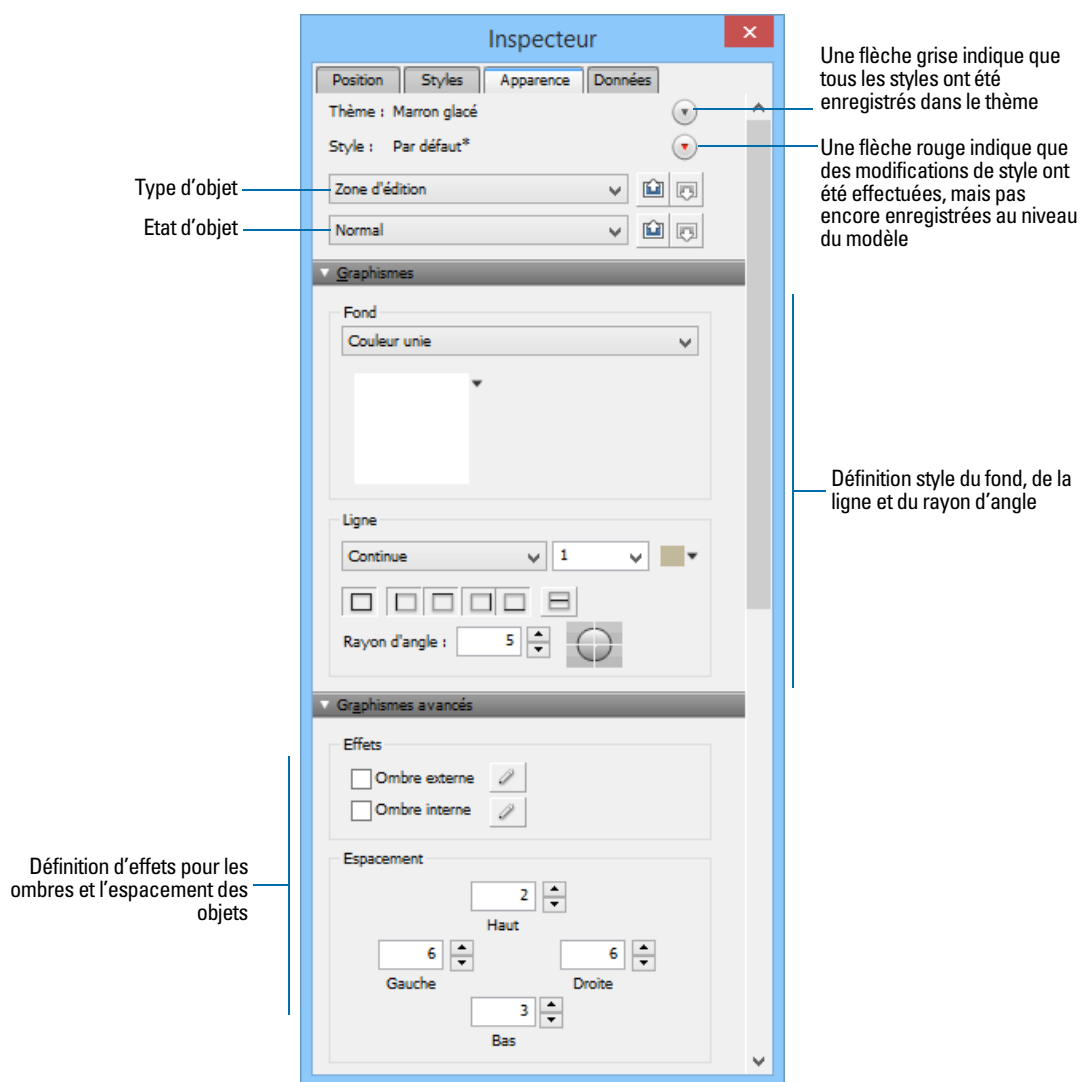 Inspecteur
Position Styles Apparence Données
Thème : Marron glacé
Style : Par défaut*
Zone d'édition
Normal
Graphismes
Fond
Couleur unie
Ligne
Continue 1
Rayon d'angle : 5
Graphismes avancés
Effets
Ombre externe
Ombre interne
Espacement
2
Haut
6 6
Gauche Droite
3
Bas
Type d'objet
Etat d'objet
Définition d'effets pour les
ombres et l'espacement des
objets
Une flèche grise indique que
tous les styles ont été
enregistrés dans le thème
Une flèche rouge indique que
des modifications de style ont
été effectuées, mais pas
encore enregistrées au niveau
du modèle
Définition style du fond, de la
ligne et du rayon d'angle